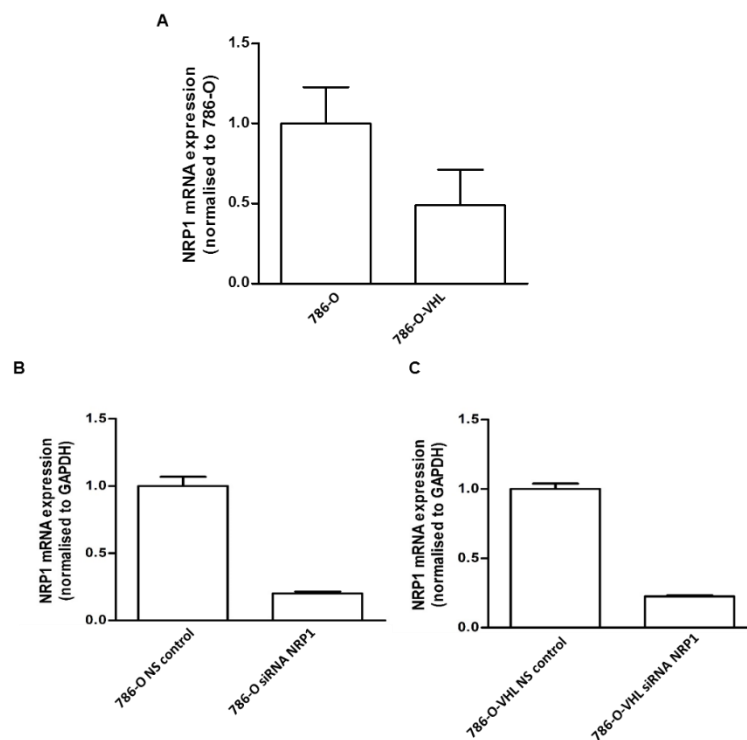 A
NRP1 mRNA expression
(normalised to 786-O)
1.5
1.0
0.5
0.0
786-O
786-O-VHL
B
NRP1 mRNA expression
(normalised to GAPDH)
1.5
1.0
0.5
0.0
786-O NS control
786-O siRNA NRP1
C
NRP1 mRNA expression
(normalised to GAPDH)
1.5
1.0
0.5
0.0
786-O-VHL NS control
786-O-VHL siRNA NRP1